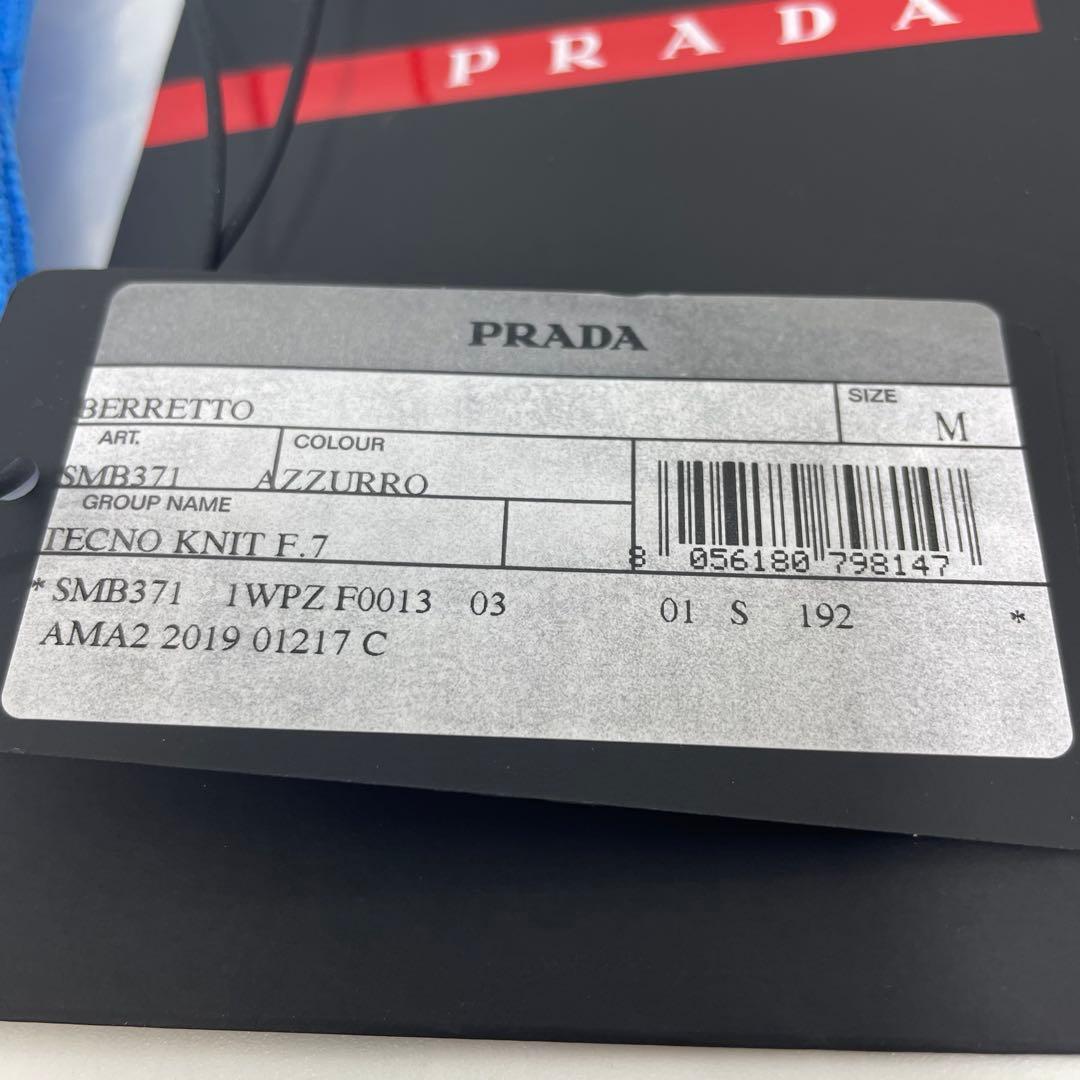 PRADA
PRADA
BERRETTO
SIZE
M
ART.
COLOUR
SMB371 AZZURRO
GROUP NAME
TECNO KNIT F.7
8 056180 798147
* SMB371 1WPZ F0013 03 01 S 192 *
AMA2 2019 01217 C